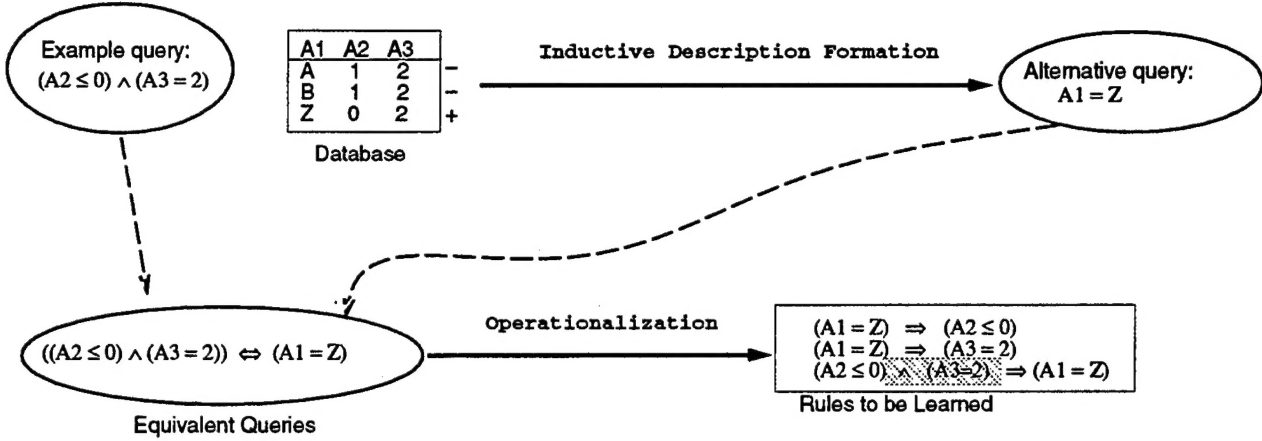 Example query:
(A2 ≤ 0) ∧ (A3 = 2)
A1 A2 A3
A 1 2 −
B 1 2 −
Z 0 2 +
Database
Inductive Description Formation
Alternative query:
A1 = Z
((A2 ≤ 0) ∧ (A3 = 2)) ⇔ (A1 = Z)
Equivalent Queries
Operationalization
(A1 = Z) ⇒ (A2 ≤ 0)
(A1 = Z) ⇒ (A3 = 2)
(A2 ≤ 0) ∧ (A3=2) ⇒ (A1 = Z)
Rules to be Learned